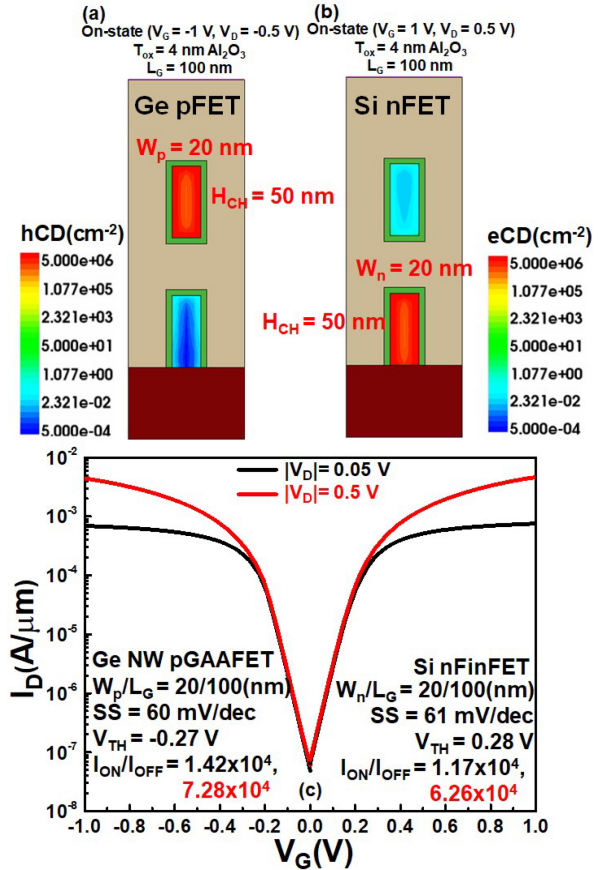 (a)
On-state (V_G = -1 V, V_D = -0.5 V)
T_ox = 4 nm Al₂O₃
L_G = 100 nm
Ge pFET
W_p = 20 nm
H_CH = 50 nm
hCD(cm⁻²)
5.000e+06
1.077e+05
2.321e+03
5.000e+01
1.077e+00
2.321e-02
5.000e-04
(b)
On-state (V_G = 1 V, V_D = 0.5 V)
T_ox = 4 nm Al₂O₃
L_G = 100 nm
Si nFET
W_n = 20 nm
H_CH = 50 nm
eCD(cm⁻²)
5.000e+06
1.077e+05
2.321e+03
5.000e+01
1.077e+00
2.321e-02
5.000e-04
I_D(A/μm)
10⁻²
10⁻³
10⁻⁴
10⁻⁵
10⁻⁶
10⁻⁷
10⁻⁸
|V_D|= 0.05 V
|V_D|= 0.5 V
Ge NW pGAAFET
W_p/L_G = 20/100(nm)
SS = 60 mV/dec
V_TH = -0.27 V
I_ON/I_OFF = 1.42x10⁴,
7.28x10⁴
Si nFinFET
W_n/L_G = 20/100(nm)
SS = 61 mV/dec
V_TH = 0.28 V
I_ON/I_OFF = 1.17x10⁴,
6.26x10⁴
(c)
-1.0 -0.8 -0.6 -0.4 -0.2 0.0 0.2 0.4 0.6 0.8 1.0
V_G(V)